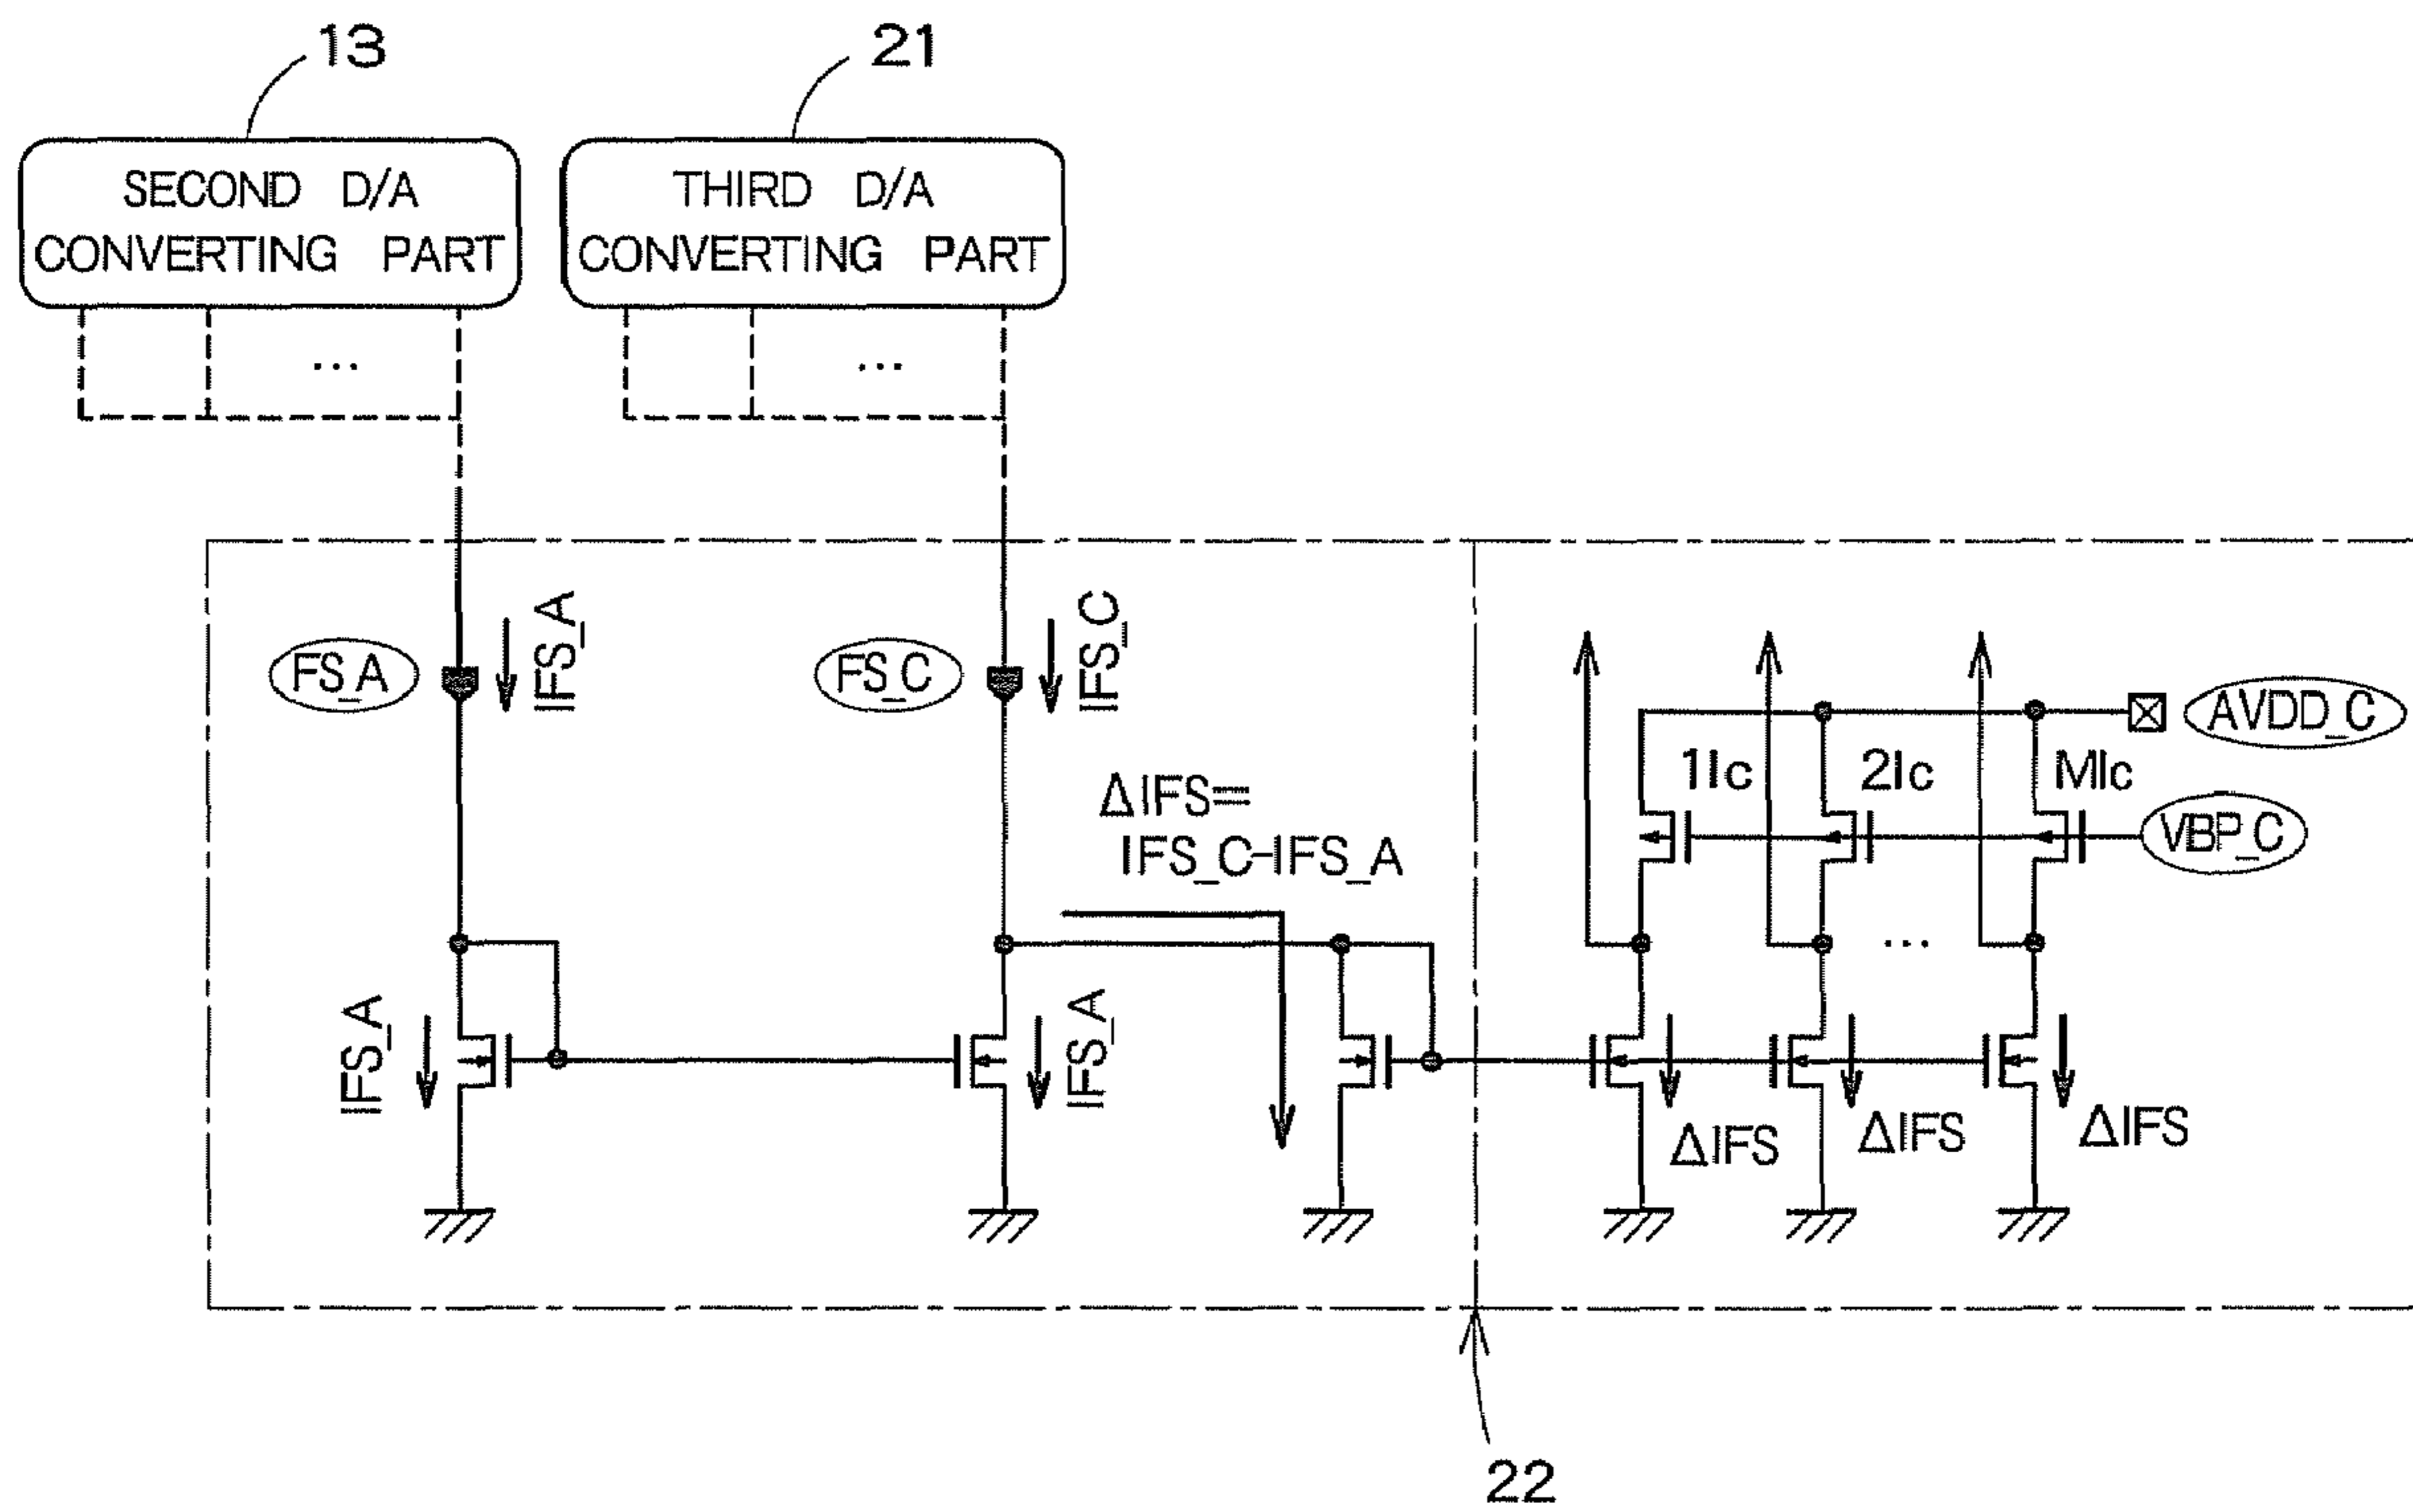 13
21
SECOND D/A
CONVERTING PART
THIRD D/A
CONVERTING PART
...
...
FS_A
IFS_A
FS_C
IFS_C
AVDD_C
1Ic
2Ic
MIc
ΔIFS=
IFS_C-IFS_A
VBP_C
...
IFS_A
IFS_A
ΔIFS
ΔIFS
ΔIFS
22